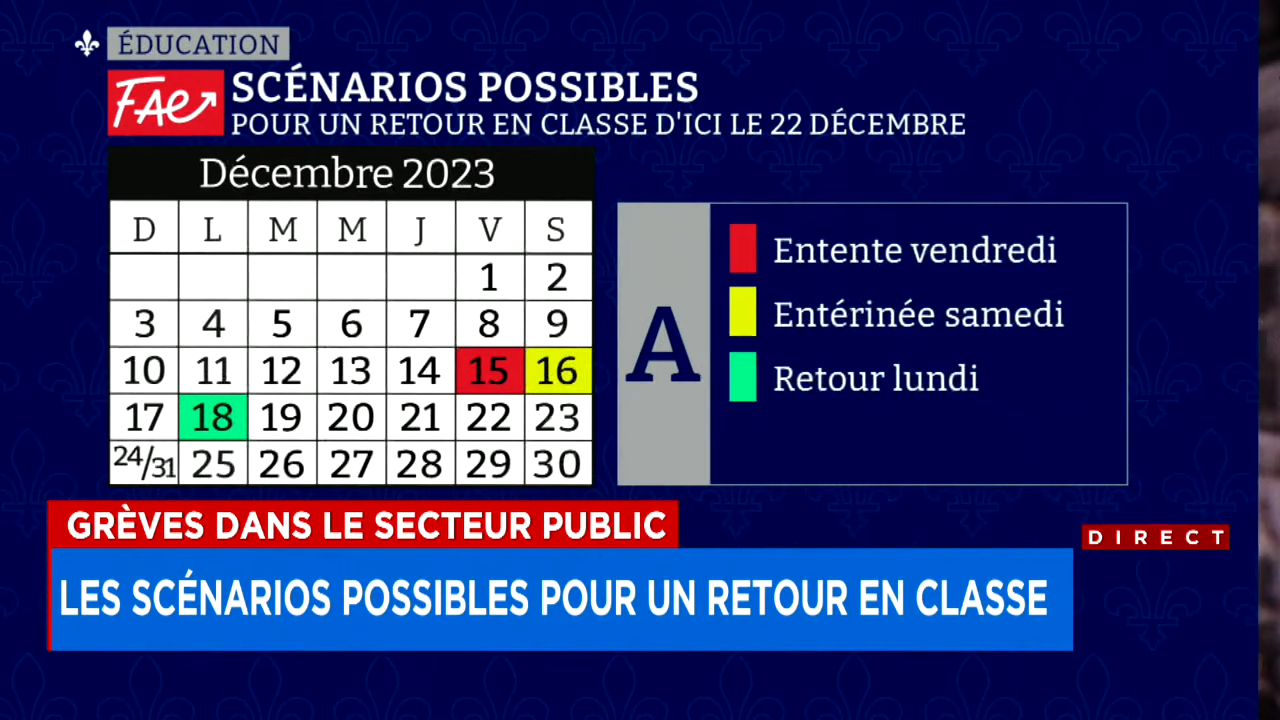 ÉDUCATION
FAE
SCÉNARIOS POSSIBLES
POUR UN RETOUR EN CLASSE D'ICI LE 22 DÉCEMBRE
Décembre 2023
D L M M J V S
1 2
3 4 5 6 7 8 9
10 11 12 13 14 15 16
17 18 19 20 21 22 23
24/31 25 26 27 28 29 30
A
Entente vendredi
Entérinée samedi
Retour lundi
GRÈVES DANS LE SECTEUR PUBLIC
DIRECT
LES SCÉNARIOS POSSIBLES POUR UN RETOUR EN CLASSE